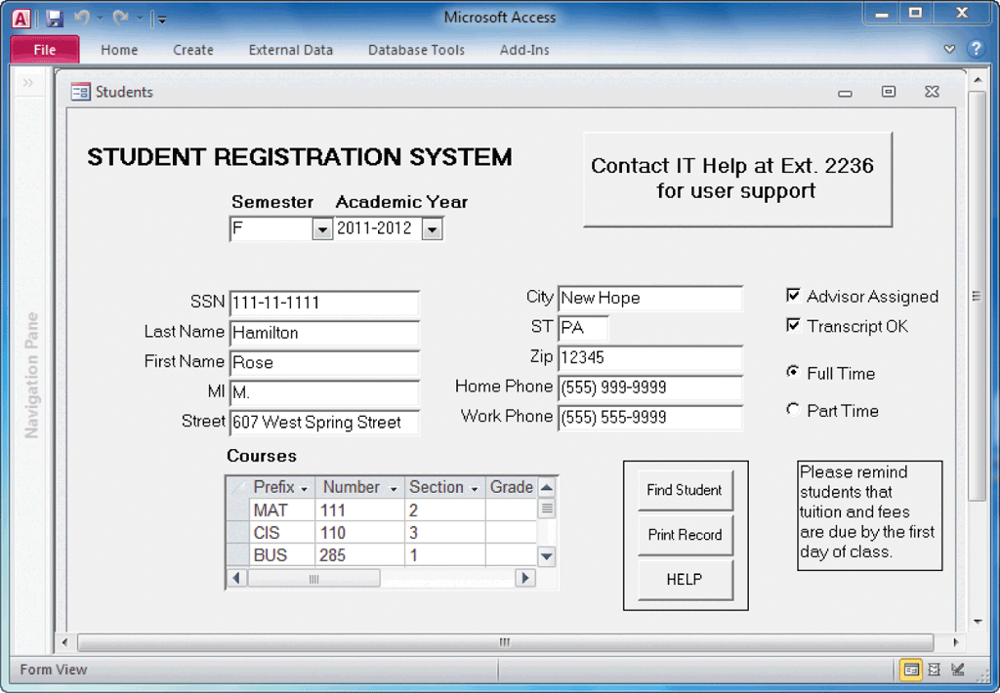 Microsoft Access
File Home Create External Data Database Tools Add-Ins
Students
STUDENT REGISTRATION SYSTEM
Contact IT Help at Ext. 2236
for user support
Semester Academic Year
F 2011-2012
SSN 111-11-1111
Last Name Hamilton
First Name Rose
MI M.
Street 607 West Spring Street
City New Hope
ST PA
Zip 12345
Home Phone (555) 999-9999
Work Phone (555) 555-9999
Advisor Assigned
Transcript OK
Full Time
Part Time
Navigation Pane
Courses
Prefix Number Section Grade
MAT 111 2
CIS 110 3
BUS 285 1
Find Student
Print Record
HELP
Please remind
students that
tuition and fees
are due by the first
day of class.
Form View